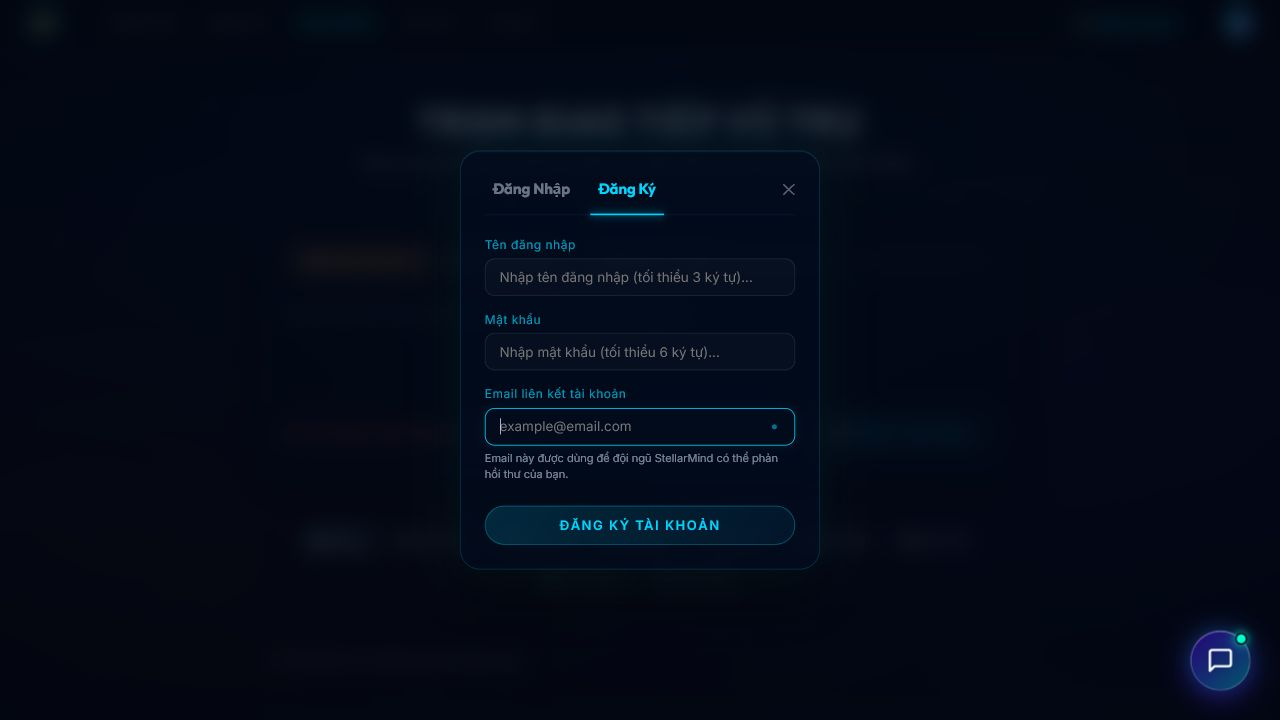 Đăng Nhập
Đăng Ký
Tên đăng nhập
Nhập tên đăng nhập (tối thiểu 3 ký tự)...
Mật khẩu
Nhập mật khẩu (tối thiểu 6 ký tự)...
Email liên kết tài khoản
example@email.com
Email này được dùng để đội ngũ StellarMind có thể phản
hồi thư của bạn.
ĐĂNG KÝ TÀI KHOẢN